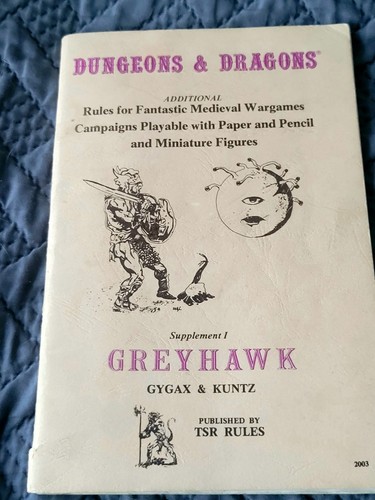 DUNGEONS & DRAGONS®
ADDITIONAL
Rules for Fantastic Medieval Wargames
Campaigns Playable with Paper and Pencil
and Miniature Figures
Supplement I
GREYHAWK
GYGAX & KUNTZ
PUBLISHED BY
TSR RULES
2003